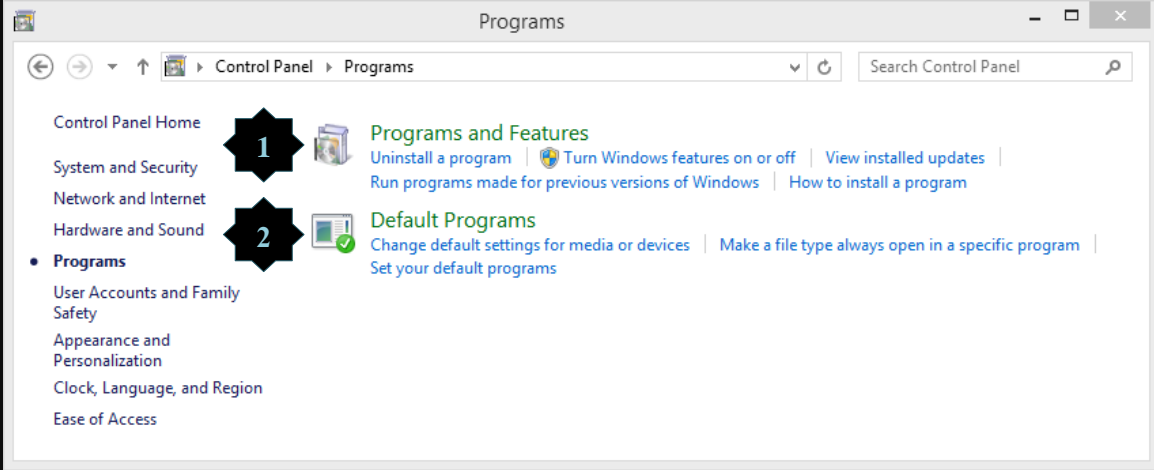 Programs
Control Panel Programs
Search Control Panel
Control Panel Home
System and Security
Network and Internet
Hardware and Sound
Programs
User Accounts and Family
Safety
Appearance and
Personalization
Clock, Language, and Region
Ease of Access
1
Programs and Features
Uninstall a program Turn Windows features on or off View installed updates
Run programs made for previous versions of Windows How to install a program
2
Default Programs
Change default settings for media or devices Make a file type always open in a specific program
Set your default programs